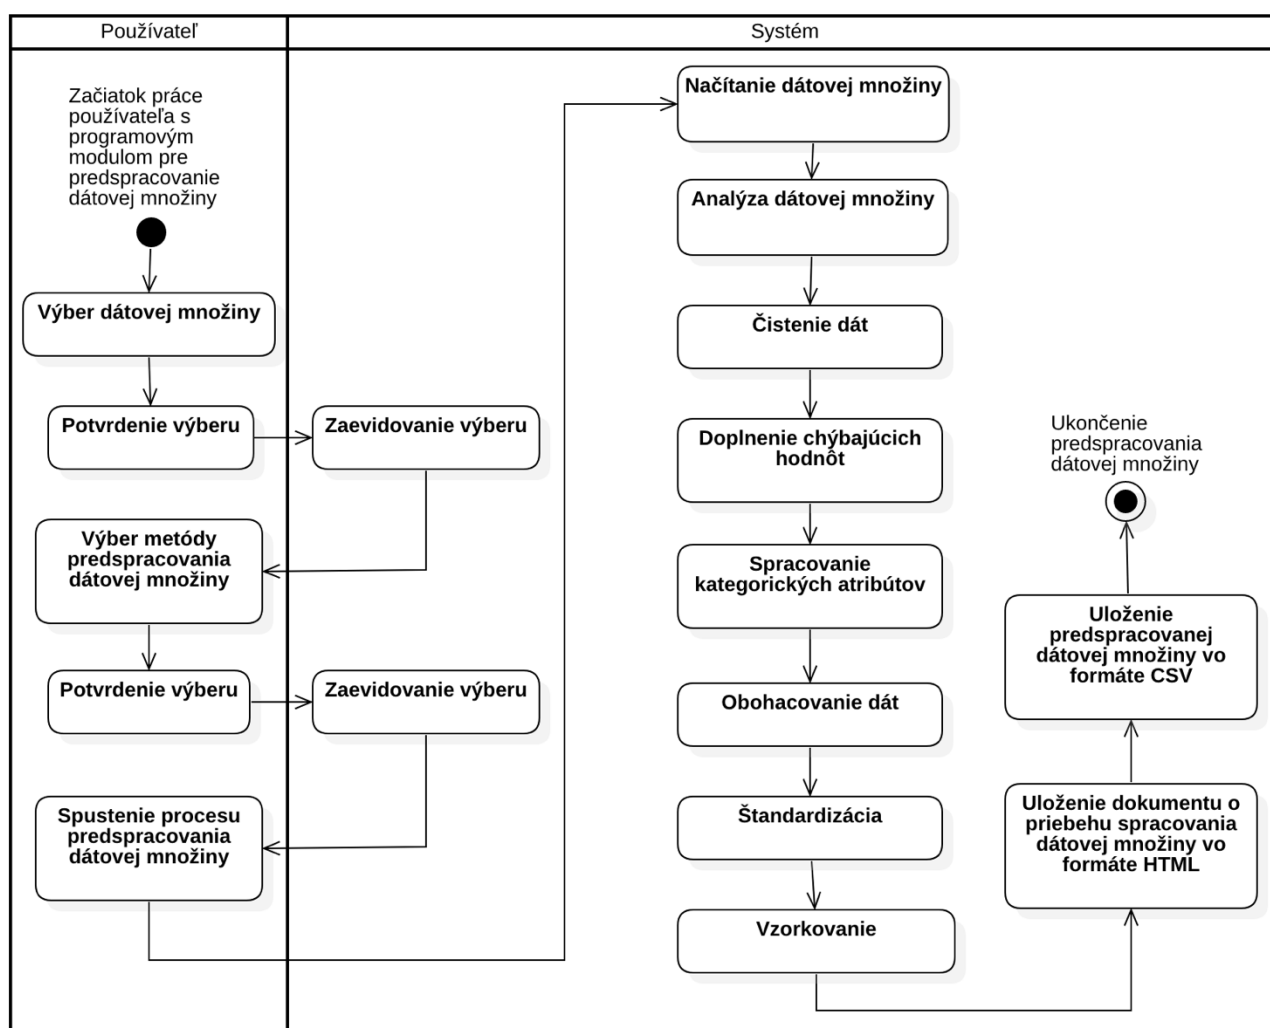 Používateľ
Systém
Začiatok práce
používateľa s
programovým
modulom pre
predspracovanie
dátovej množiny
Výber dátovej množiny
Potvrdenie výberu
Zaevidovanie výberu
Výber metódy
predspracovania
dátovej množiny
Potvrdenie výberu
Zaevidovanie výberu
Spustenie procesu
predspracovania
dátovej množiny
Načítanie dátovej množiny
Analýza dátovej množiny
Čistenie dát
Doplnenie chýbajúcich
hodnôt
Spracovanie
kategorických atribútov
Obohacovanie dát
Štandardizácia
Vzorkovanie
Uloženie dokumentu o
priebehu spracovania
dátovej množiny vo
formáte HTML
Uloženie
predspracovanej
dátovej množiny vo
formáte CSV
Ukončenie
predspracovania
dátovej množiny